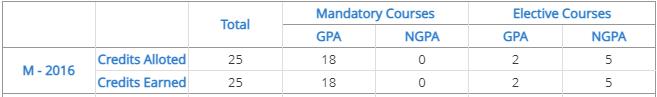 Total Mandatory Courses Elective Courses
GPA NGPA GPA NGPA
M - 2016 Credits Alloted 25 18 0 2 5
Credits Earned 25 18 0 2 5